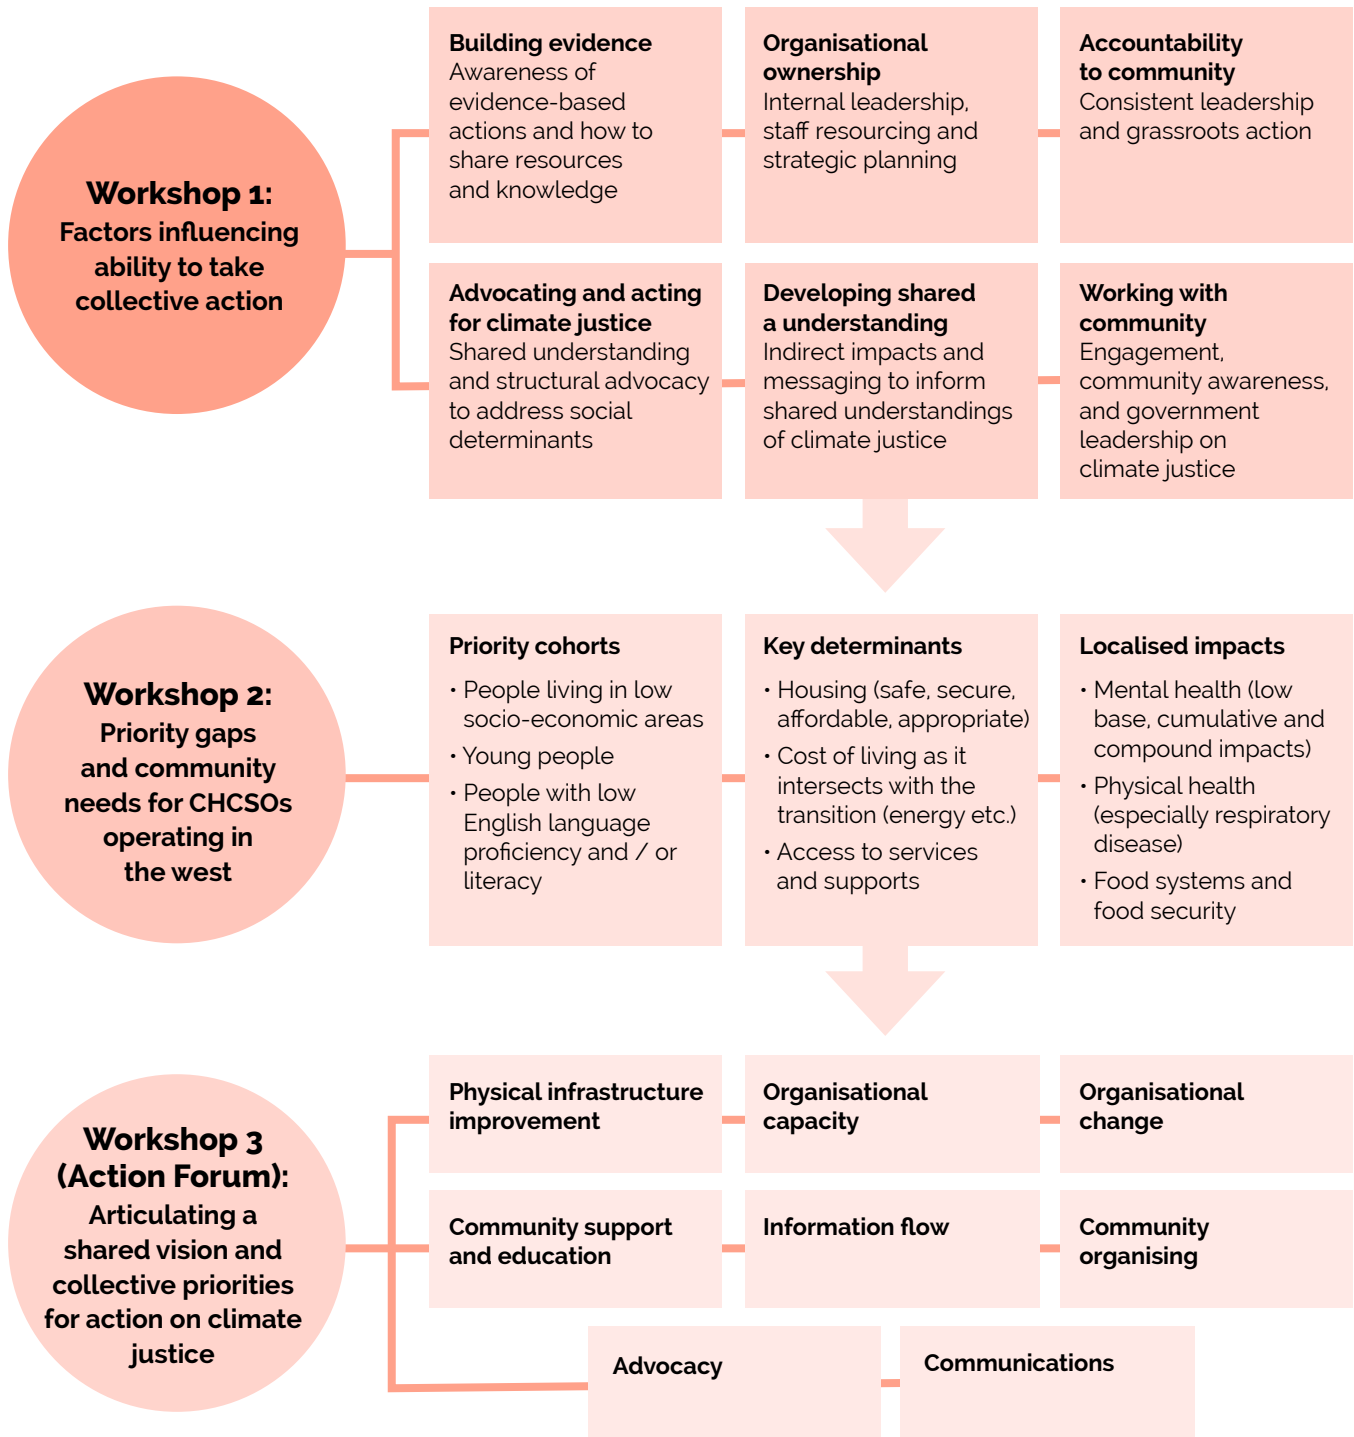 Workshop 1:
Factors influencing
ability to take
collective action
Building evidence
Awareness of
evidence-based
actions and how to
share resources
and knowledge
Organisational
ownership
Internal leadership,
staff resourcing and
strategic planning
Accountability
to community
Consistent leadership
and grassroots action
Advocating and acting
for climate justice
Shared understanding
and structural advocacy
to address social
determinants
Developing shared
a understanding
Indirect impacts and
messaging to inform
shared understandings
of climate justice
Working with
community
Engagement,
community awareness,
and government
leadership on
climate justice
Workshop 2:
Priority gaps
and community
needs for CHCSOs
operating in
the west
Priority cohorts
• People living in low
socio-economic areas
• Young people
• People with low
English language
proficiency and / or
literacy
Key determinants
• Housing (safe, secure,
affordable, appropriate)
• Cost of living as it
intersects with the
transition (energy etc.)
• Access to services
and supports
Localised impacts
• Mental health (low
base, cumulative and
compound impacts)
• Physical health
(especially respiratory
disease)
• Food systems and
food security
Workshop 3
(Action Forum):
Articulating a
shared vision and
collective priorities
for action on climate
justice
Physical infrastructure
improvement
Organisational
capacity
Organisational
change
Community support
and education
Information flow
Community
organising
Advocacy
Communications